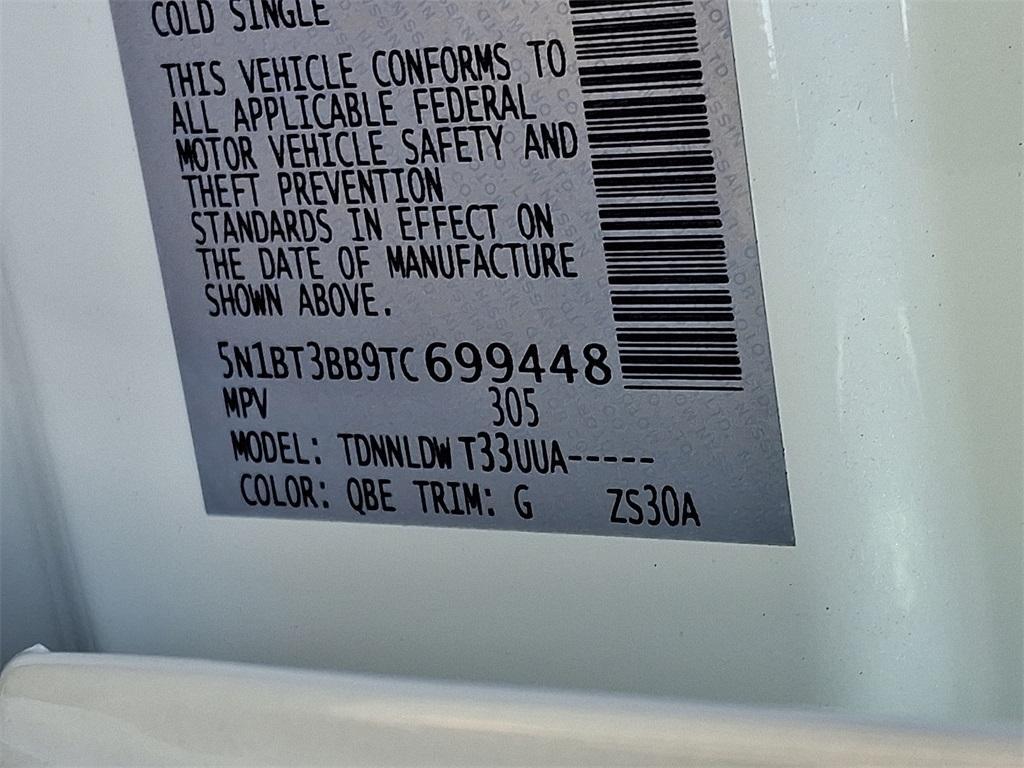 COLD SINGLE
THIS VEHICLE CONFORMS TO
ALL APPLICABLE FEDERAL
MOTOR VEHICLE SAFETY AND
THEFT PREVENTION
STANDARDS IN EFFECT ON
THE DATE OF MANUFACTURE
SHOWN ABOVE.
5N1BT3BB9TC699448
MPV 305
MODEL: TDNNLDW T33UUA-----
COLOR: QBE TRIM: G ZS30A